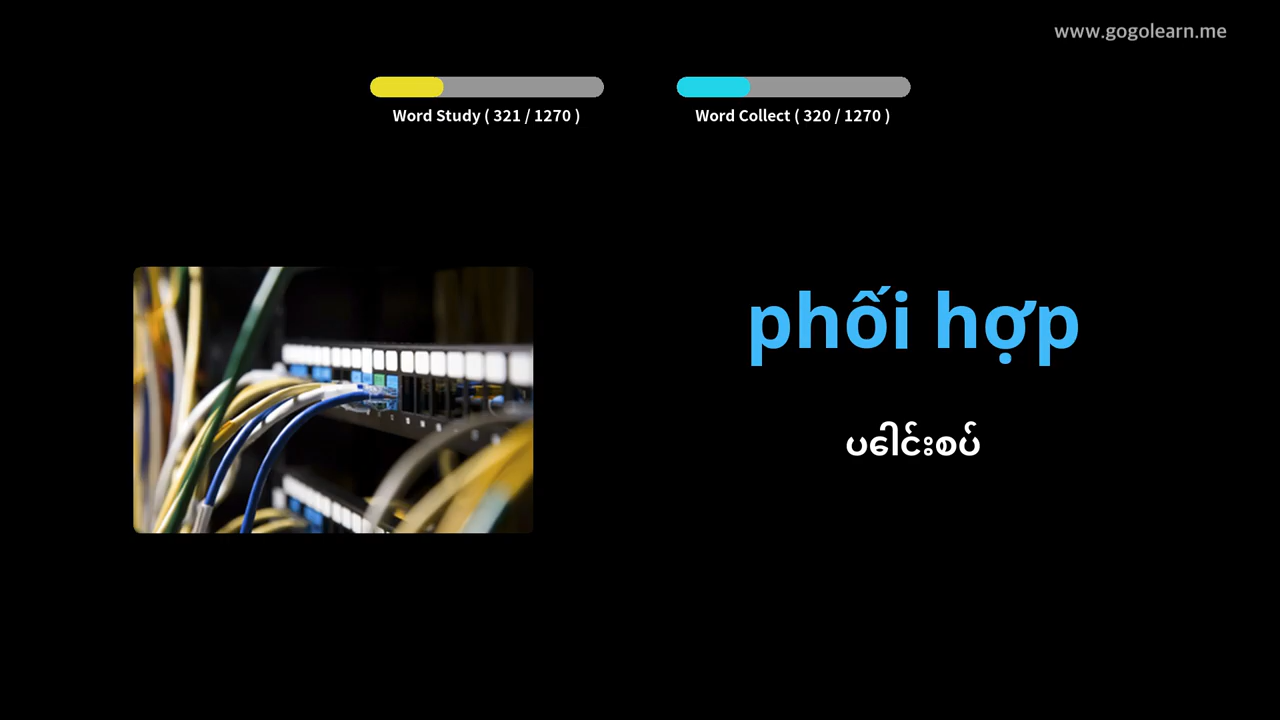 www.gogolearn.me
Word Study ( 321 / 1270 )
Word Collect ( 320 / 1270 )
phối hợp
ပေါင်းစပ်